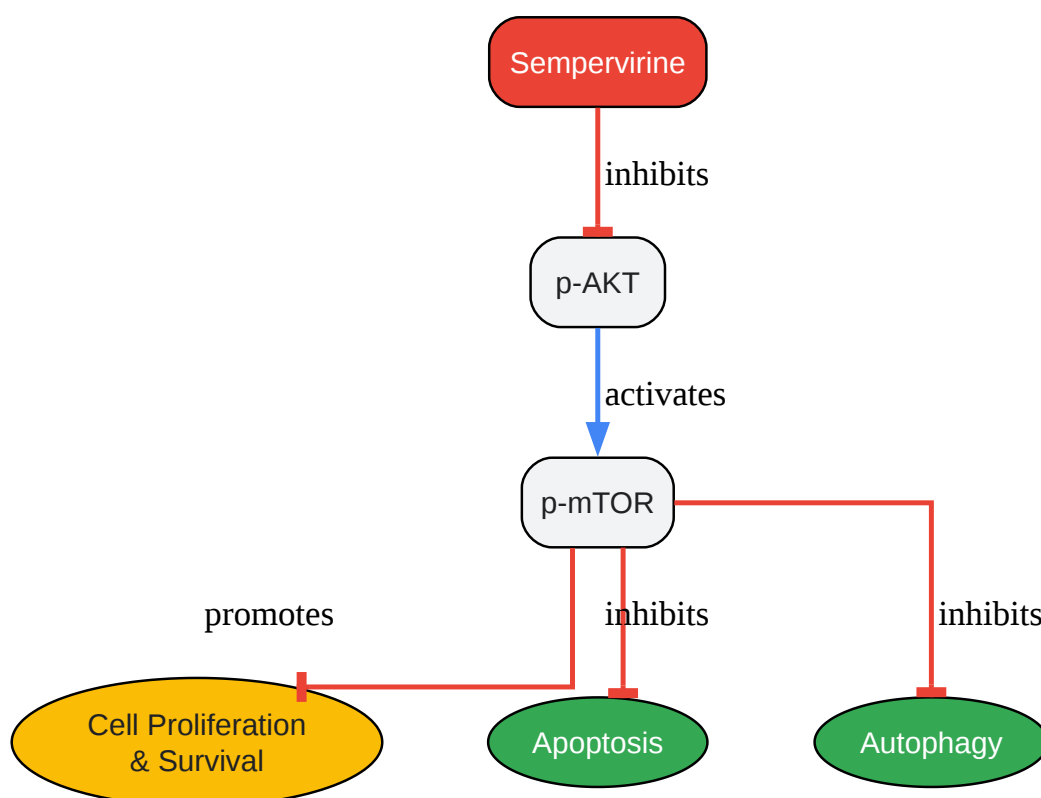 Sempervirine
inhibits
p-AKT
activates
p-mTOR
promotes
inhibits
inhibits
Cell Proliferation
& Survival
Apoptosis
Autophagy